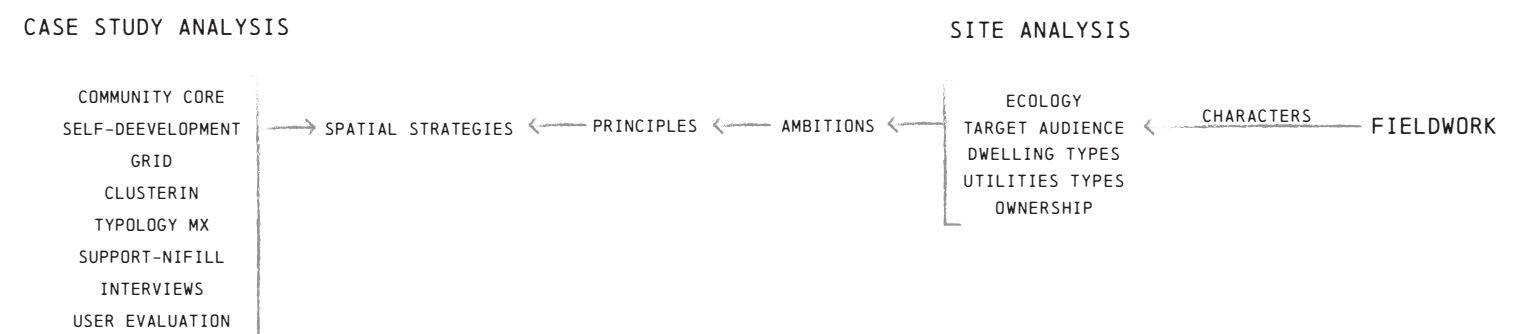 CASE STUDY ANALYSIS
COMMUNITY CORE
SELF-DEEVELOPMENT
GRID
CLUSTERIN
TYPOLOGY MX
SUPPORT-NIFILL
INTERVIEWS
USER EVALUATION
SPATIAL STRATEGIES
PRINCIPLES
AMBITIONS
SITE ANALYSIS
ECOLOGY
TARGET AUDIENCE
DWELLING TYPES
UTILITIES TYPES
OWNERSHIP
CHARACTERS
FIELDWORK